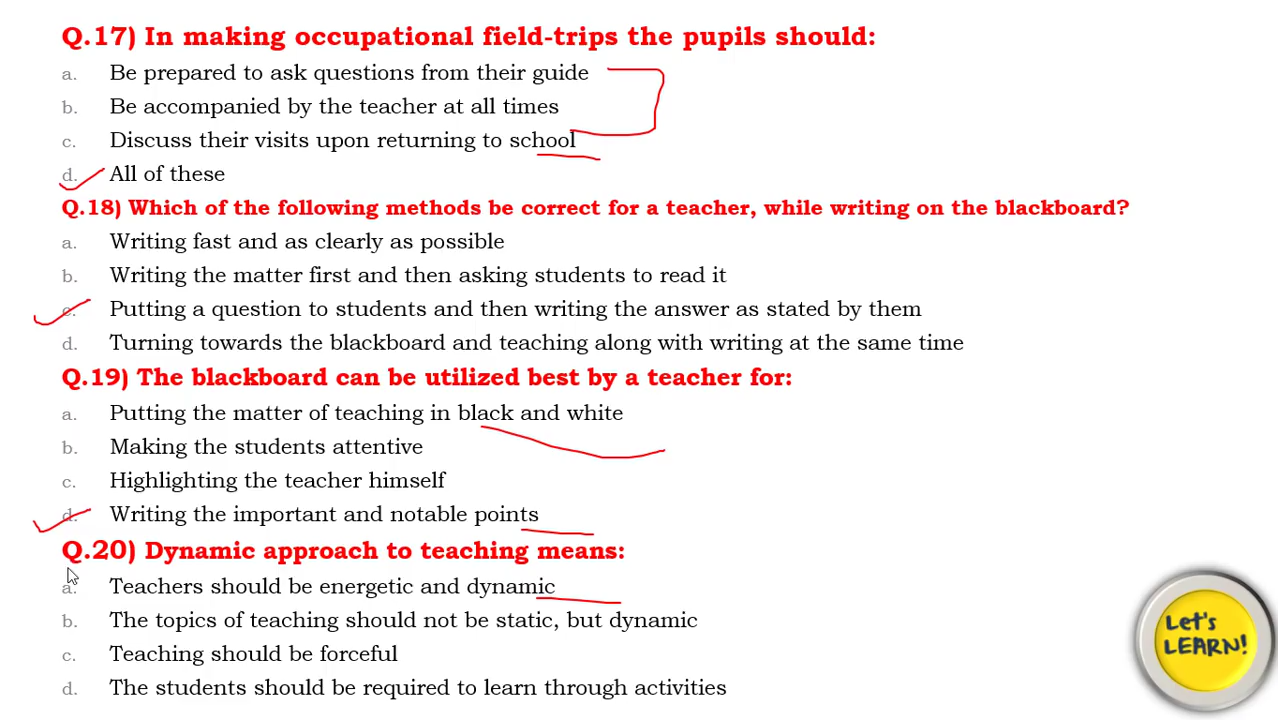 Q.17) In making occupational field-trips the pupils should:
a. Be prepared to ask questions from their guide
b. Be accompanied by the teacher at all times
c. Discuss their visits upon returning to school
d. All of these
Q.18) Which of the following methods be correct for a teacher, while writing on the blackboard?
a. Writing fast and as clearly as possible
b. Writing the matter first and then asking students to read it
c. Putting a question to students and then writing the answer as stated by them
d. Turning towards the blackboard and teaching along with writing at the same time
Q.19) The blackboard can be utilized best by a teacher for:
a. Putting the matter of teaching in black and white
b. Making the students attentive
c. Highlighting the teacher himself
d. Writing the important and notable points
Q.20) Dynamic approach to teaching means:
a. Teachers should be energetic and dynamic
b. The topics of teaching should not be static, but dynamic
c. Teaching should be forceful
d. The students should be required to learn through activities
Let's
LEARN!